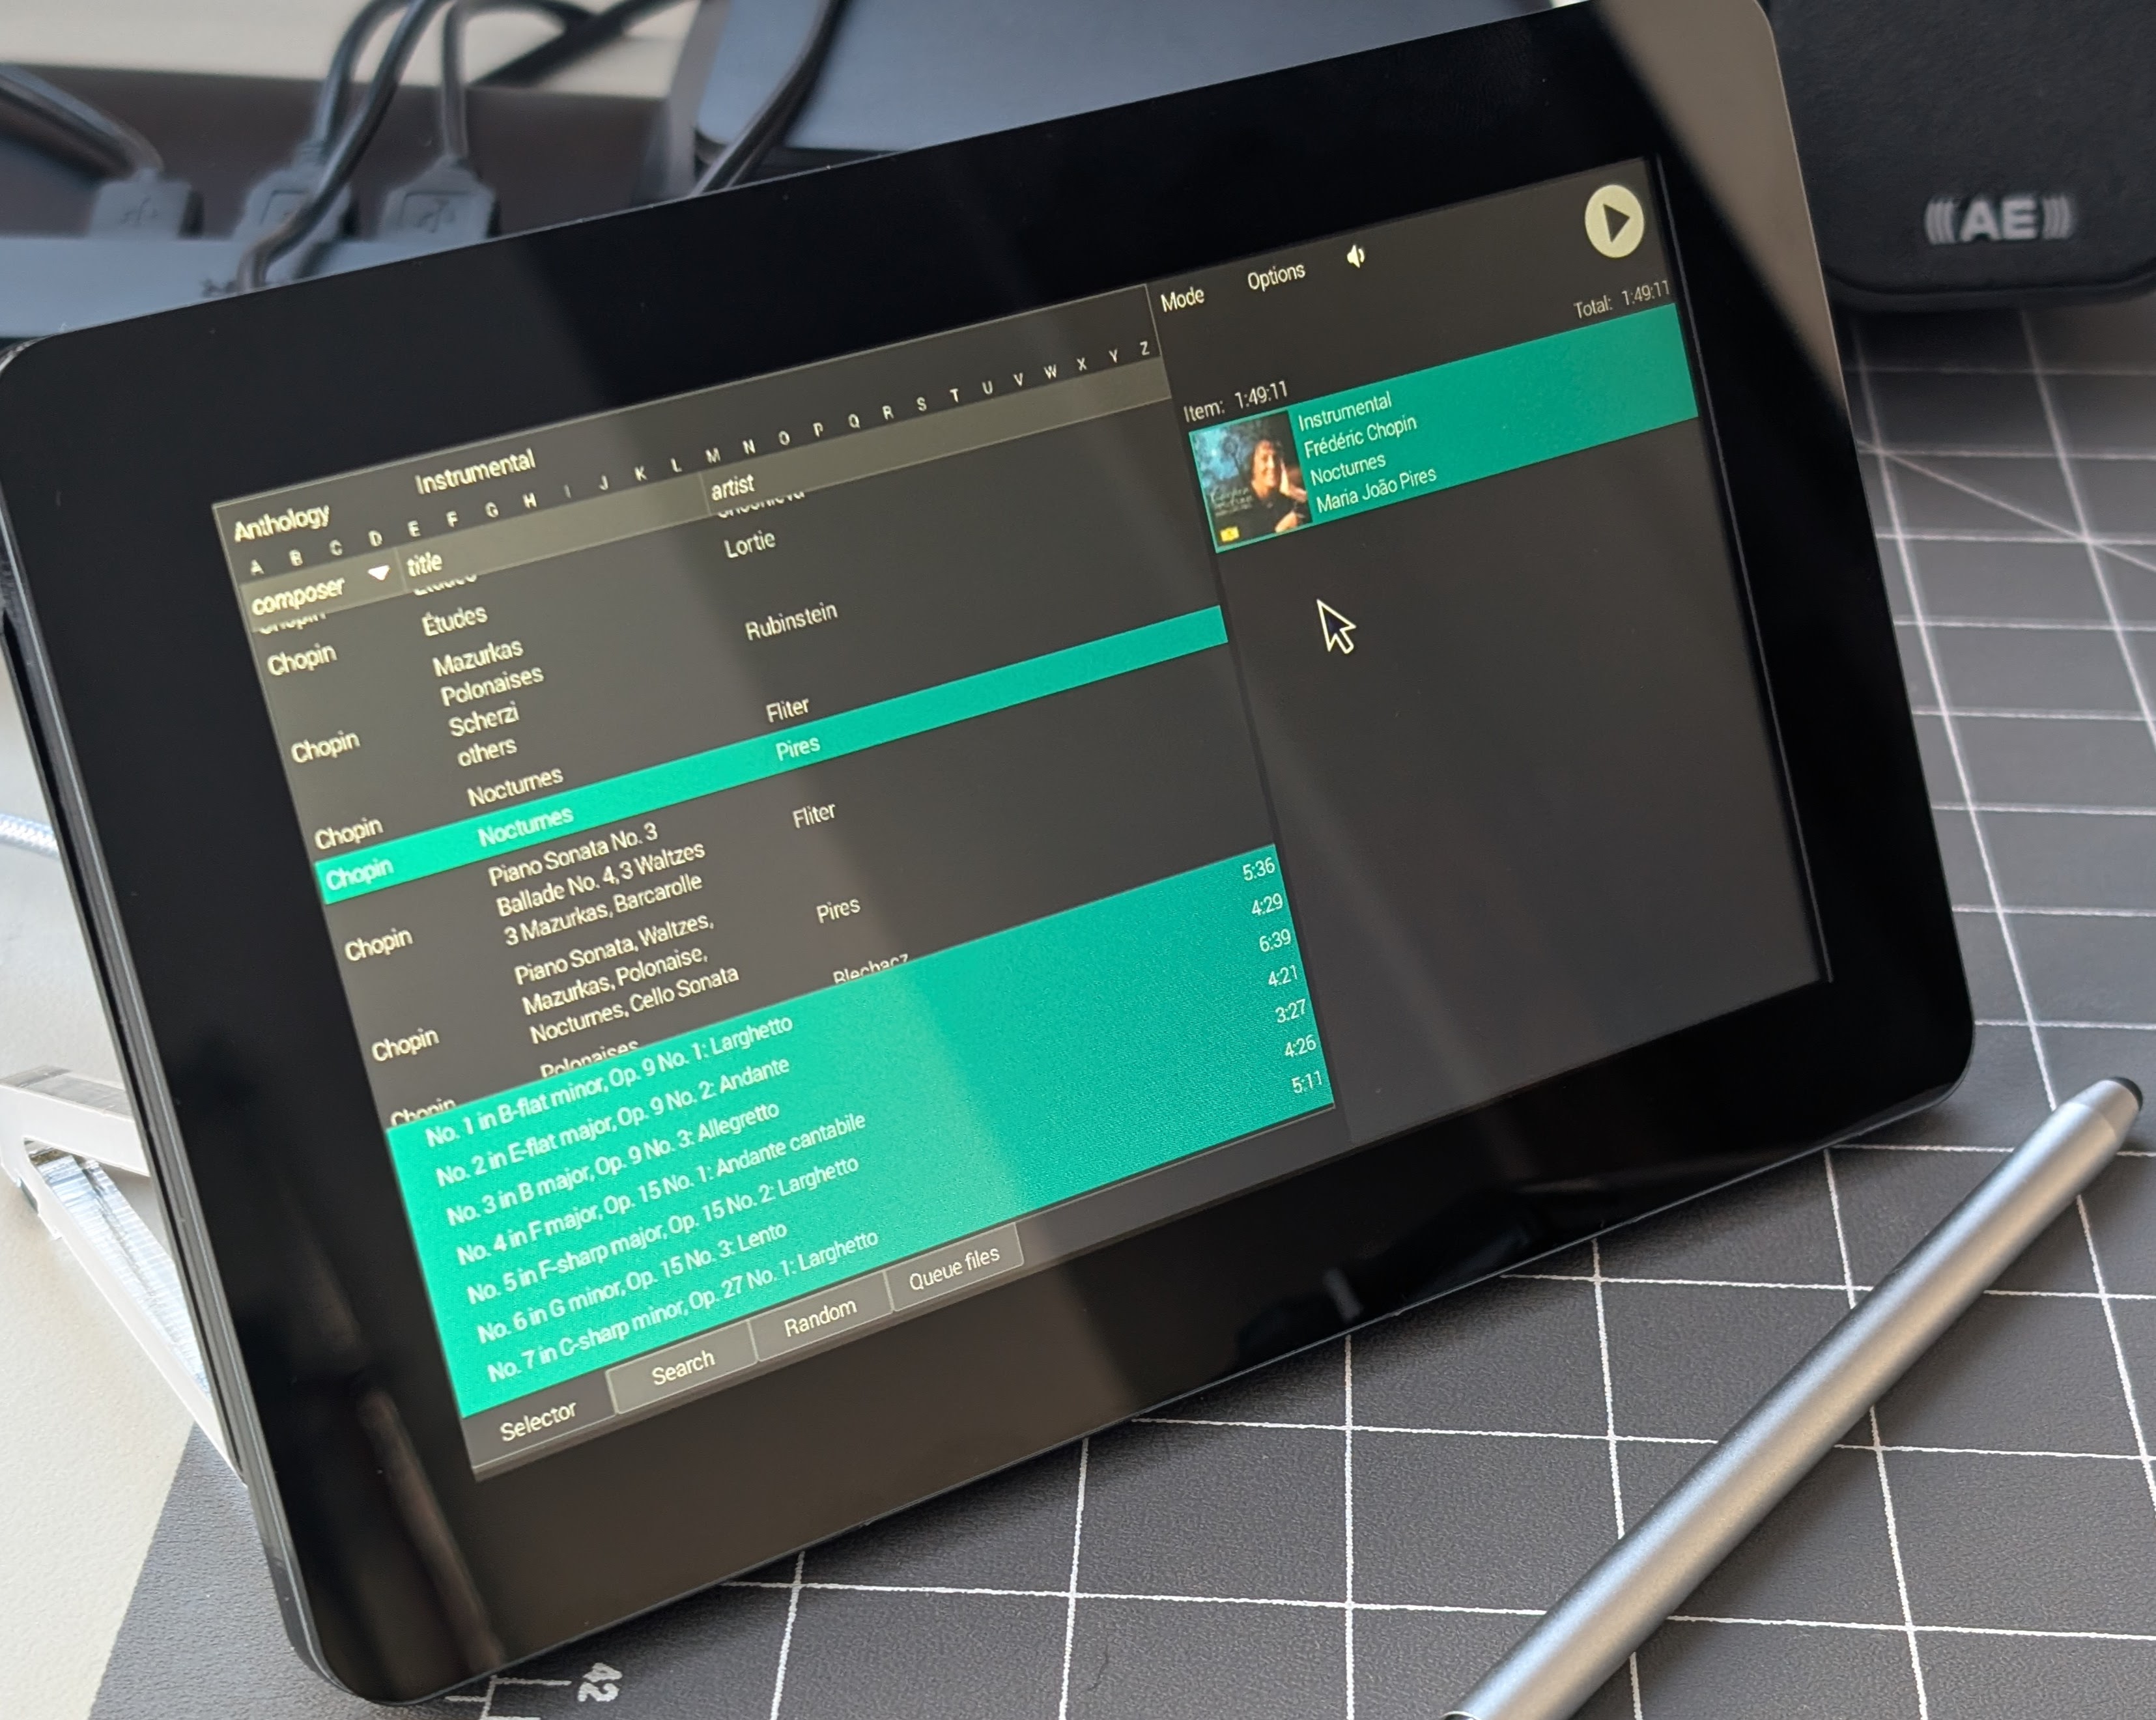 ((( AE )))
Anthology Instrumental
A B C D E F G H I J K L M N O P Q R S T U V W X Y Z
composer title artist
Chopin Études Lortie
Chopin Mazurkas Rubinstein
Polonaises
Scherzi
others
Chopin Nocturnes Fliter
Chopin Nocturnes Pires
Chopin Piano Sonata No. 3 Fliter
Ballade No. 4, 3 Waltzes
3 Mazurkas, Barcarolle
Chopin Piano Sonata, Waltzes, Pires
Mazurkas, Polonaise,
Nocturnes, Cello Sonata
Chopin Polonaises Blechacz
No. 1 in B-flat minor, Op. 9 No. 1: Larghetto 5:36
No. 2 in E-flat major, Op. 9 No. 2: Andante 4:29
No. 3 in B major, Op. 9 No. 3: Allegretto 6:39
No. 4 in F major, Op. 15 No. 1: Andante cantabile 4:21
No. 5 in F-sharp major, Op. 15 No. 2: Larghetto 3:27
No. 6 in G minor, Op. 15 No. 3: Lento 4:26
No. 7 in C-sharp minor, Op. 27 No. 1: Larghetto 5:11
Selector Search Random Queue files
Mode Options
Total: 1:49:11
Item: 1:49:11
Instrumental
Frédéric Chopin
Nocturnes
Maria João Pires
42